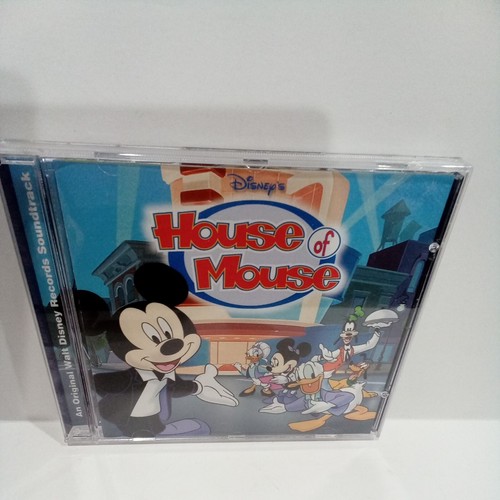 Disney's
House of
Mouse
An Original Walt Disney Records Soundtrack